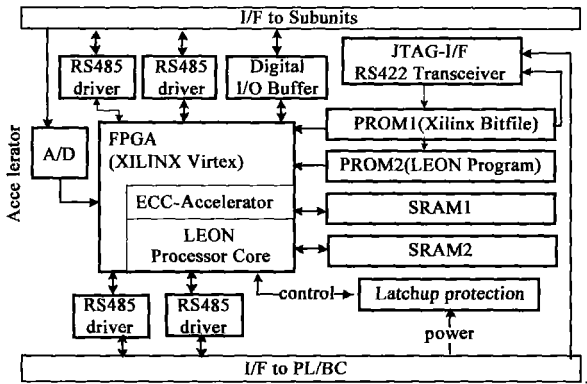 I/F to Subunits
RS485
driver
RS485
driver
Digital
I/O Buffer
JTAG-I/F
RS422 Transceiver
Acce lerator
A/D
FPGA
(XILINX Virtex)
PROM1(Xilinx Bitfile)
PROM2(LEON Program)
ECC-Accelerator
SRAM1
LEON
Processor Core
SRAM2
RS485
driver
RS485
driver
control
Latchup protection
power
I/F to PL/BC